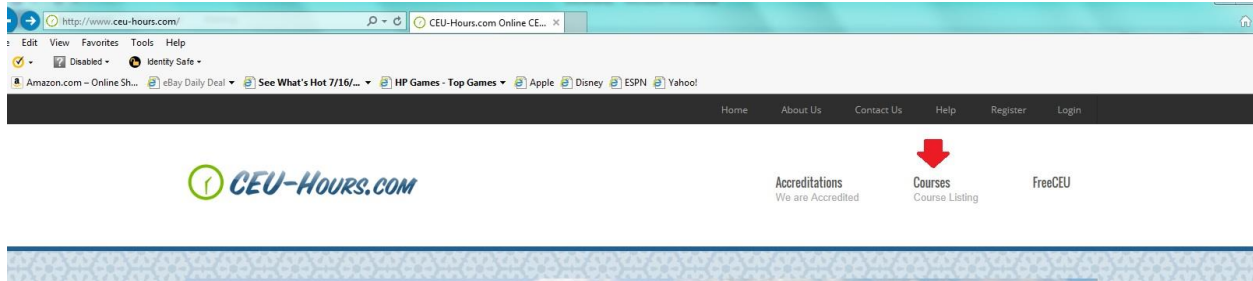 http://www.ceu-hours.com/ CEU-Hours.com Online CE...
Edit View Favorites Tools Help
Disabled Identity Safe
Amazon.com – Online Sh... eBay Daily Deal See What's Hot 7/16/... HP Games - Top Games Apple Disney ESPN Yahoo!
Home About Us Contact Us Help Register Login
CEU-HOURS.COM
Accreditations Courses FreeCEU
We are Accredited Course Listing